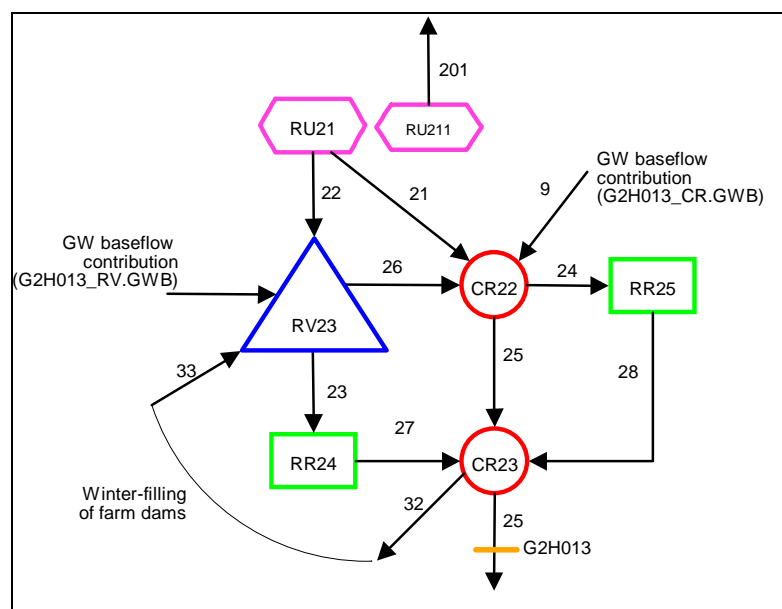 201
RU21
RU211
GW baseflow
contribution
(G2H013_CR.GWB)
22
21
9
GW baseflow
contribution
(G2H013_RV.GWB)
26
CR22
24
RR25
RV23
25
28
33
23
27
RR24
CR23
Winter-filling
of farm dams
32
25
G2H013